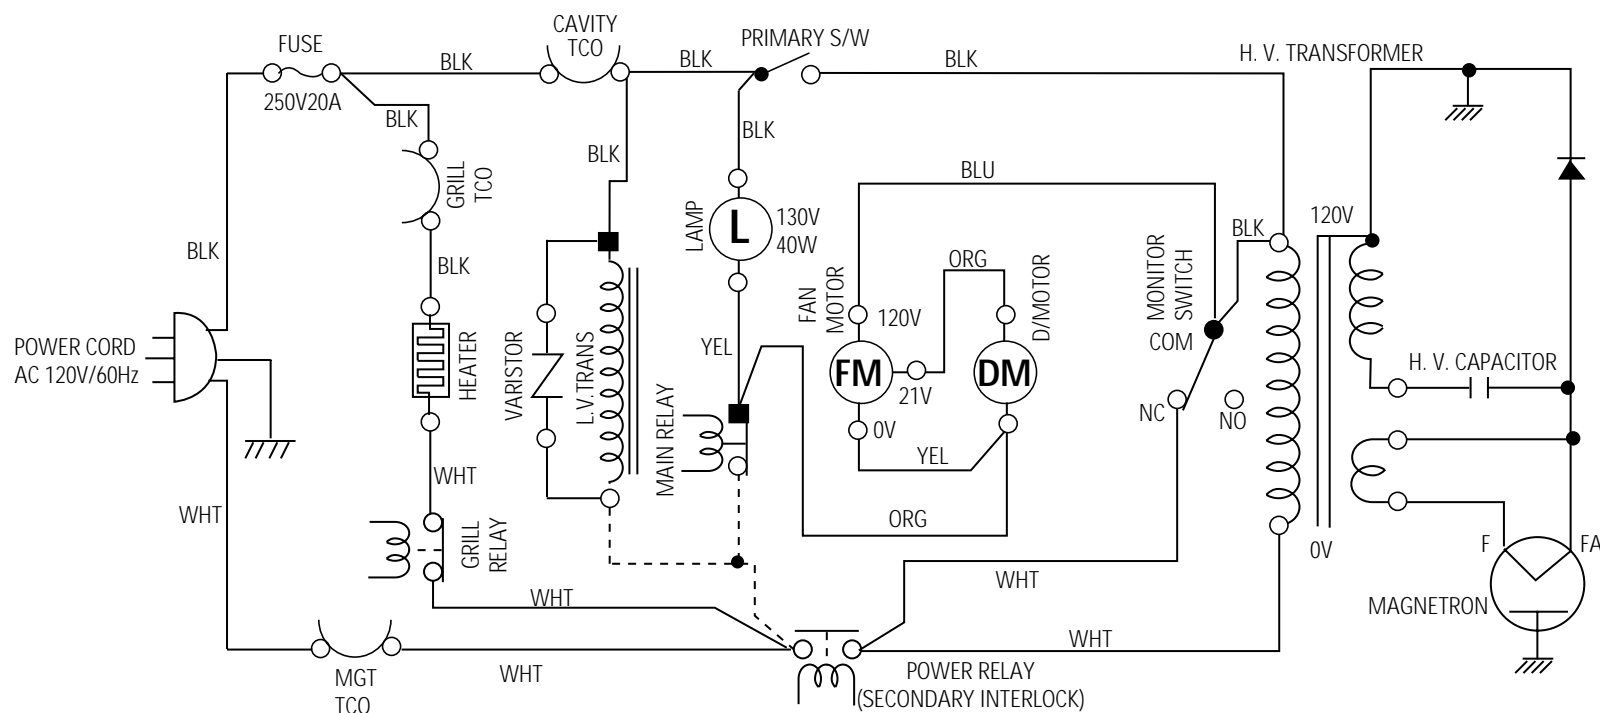 CAVITY
TCO
FUSE
BLK
BLK
PRIMARY S/W
BLK
H. V. TRANSFORMER
250V20A
BLK
BLK
BLK
BLU
GRILL
TCO
LAMP
L
130V
40W
120V
BLK
BLK
BLK
ORG
MONITOR
SWITCH
FAN
MOTOR
120V
D/MOTOR
COM
POWER CORD
AC 120V/60Hz
HEATER
VARISTOR
L.V.TRANS
YEL
FM
21V
DM
H. V. CAPACITOR
NC
NO
MAIN RELAY
0V
YEL
WHT
WHT
GRILL
RELAY
ORG
0V
F
FA
WHT
WHT
MAGNETRON
WHT
MGT
TCO
WHT
POWER RELAY
(SECONDARY INTERLOCK)